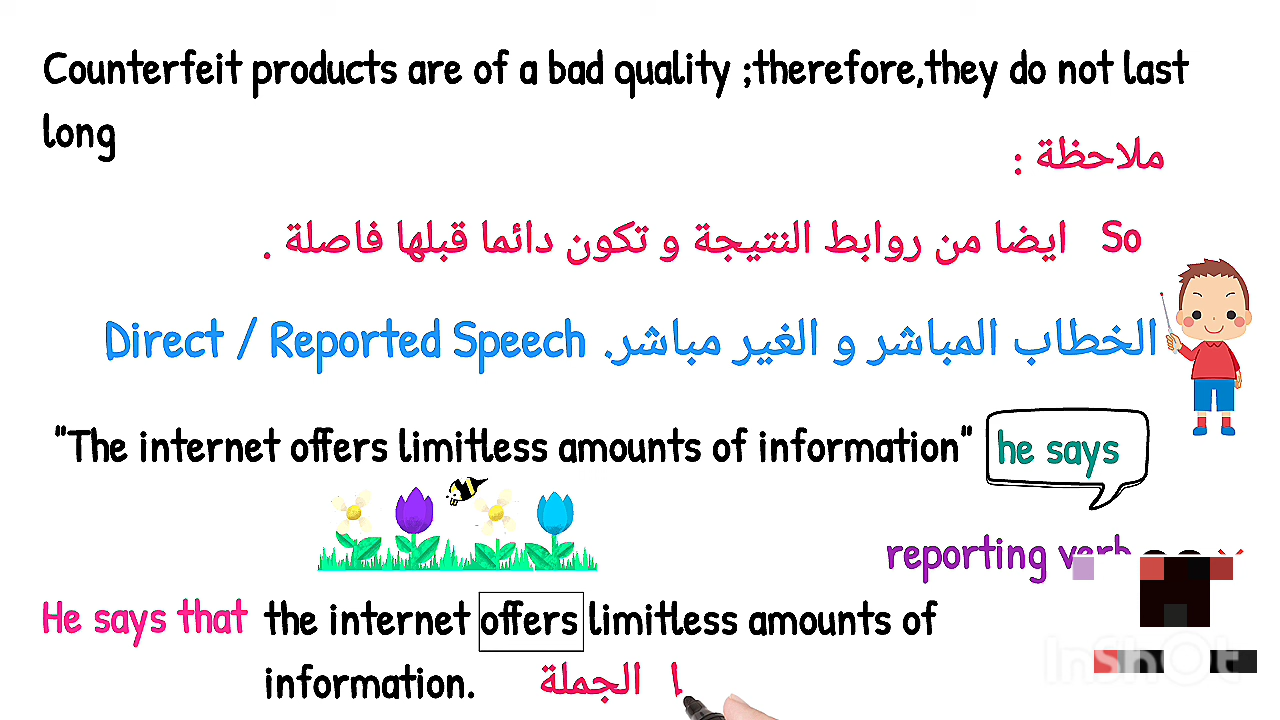 Counterfeit products are of a bad quality ;therefore,they do not last
long
ملاحظة :
So ايضا من روابط النتيجة و تكون دائما قبلها فاصلة .
الخطاب المباشر و الغير مباشر. Direct / Reported Speech
"The internet offers limitless amounts of information" he says
reporting verb
He says that the internet offers limitless amounts of
information.
الجملة
InShOt